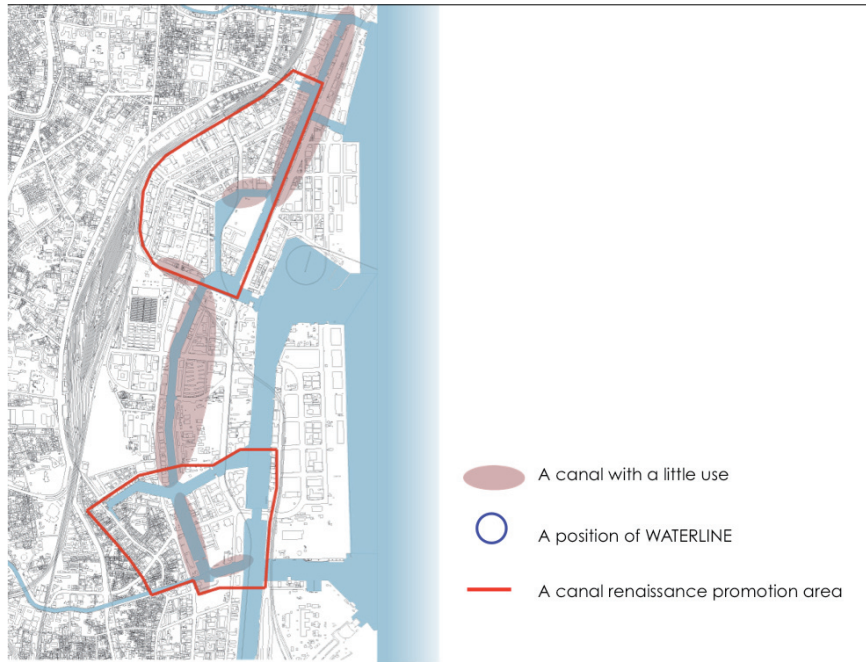 A canal with a little use
A position of WATERLINE
A canal renaissance promotion area